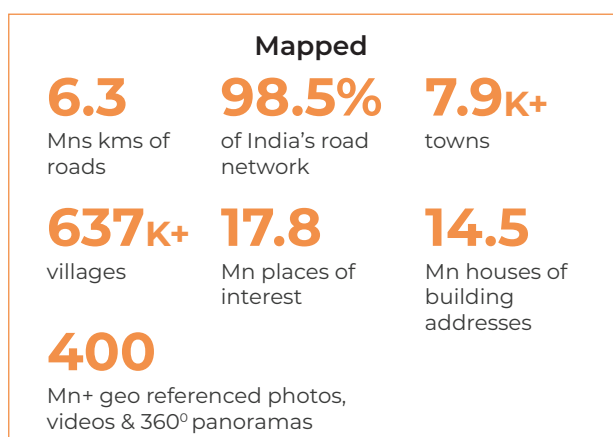 Mapped
6.3
Mns kms of
roads
98.5%
of India's road
network
7.9K+
towns
637K+
villages
17.8
Mn places of
interest
14.5
Mn houses of
building
addresses
400
Mn+ geo referenced photos,
videos & 360⁰ panoramas